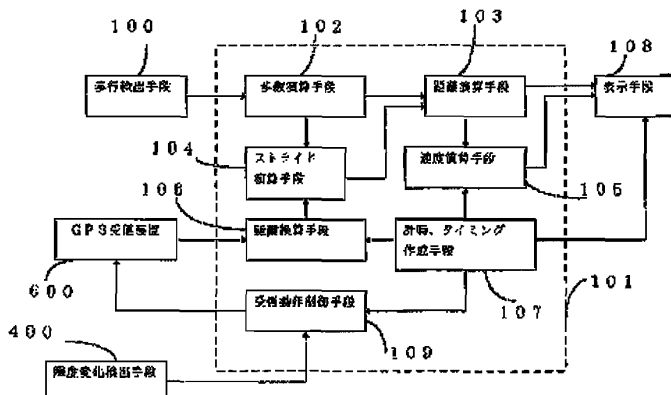 100
102
103
108
歩行検出手段
歩数演算手段
距離演算手段
表示手段
104
ストライド
演算手段
速度演算手段
105
106
GPS受信装置
距離換算手段
計時、タイミング
作成手段
600
107
101
受信動作制御手段
109
400
照度変化検出手段